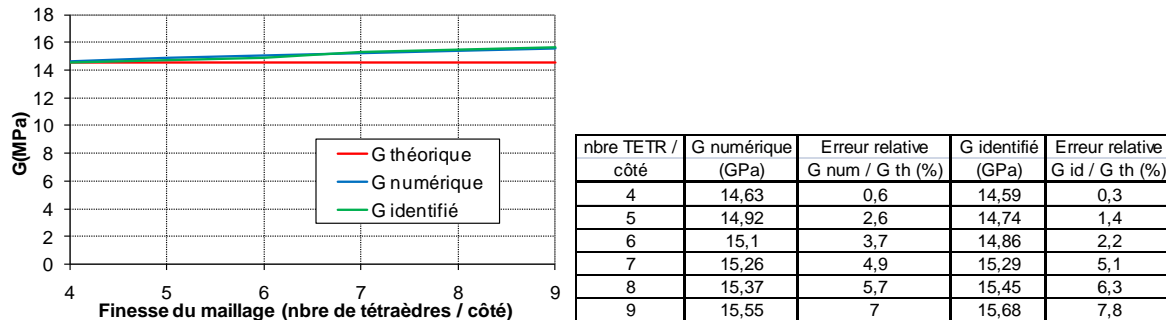 18
16
14
12
10
8
6
4
2
0
G(MPa)
G théorique
G numérique
G identifié
4 5 6 7 8 9
Finesse du maillage (nbre de tétraèdres / côté)
nbre TETR / G numérique Erreur relative G identifié Erreur relative
côté (GPa) G num / G th (%) (GPa) G id / G th (%)
4 14,63 0,6 14,59 0,3
5 14,92 2,6 14,74 1,4
6 15,1 3,7 14,86 2,2
7 15,26 4,9 15,29 5,1
8 15,37 5,7 15,45 6,3
9 15,55 7 15,68 7,8